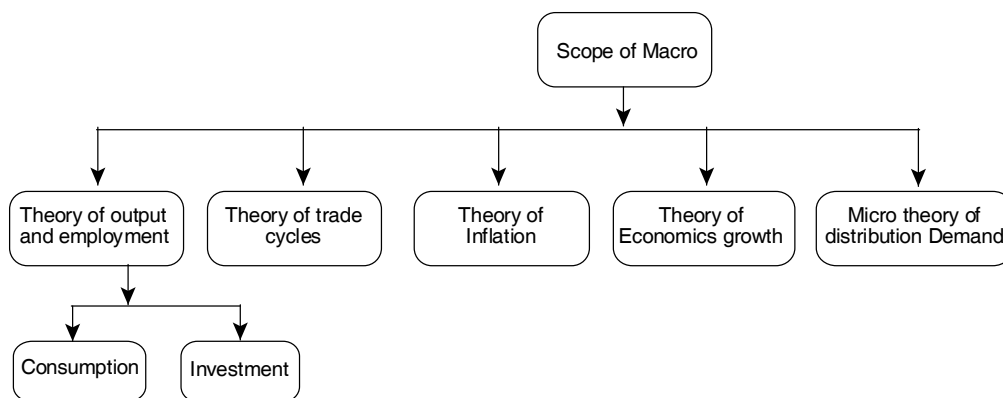 Scope of Macro
Theory of output
and employment
Theory of trade
cycles
Theory of
Inflation
Theory of
Economics growth
Micro theory of
distribution Demand
Consumption
Investment